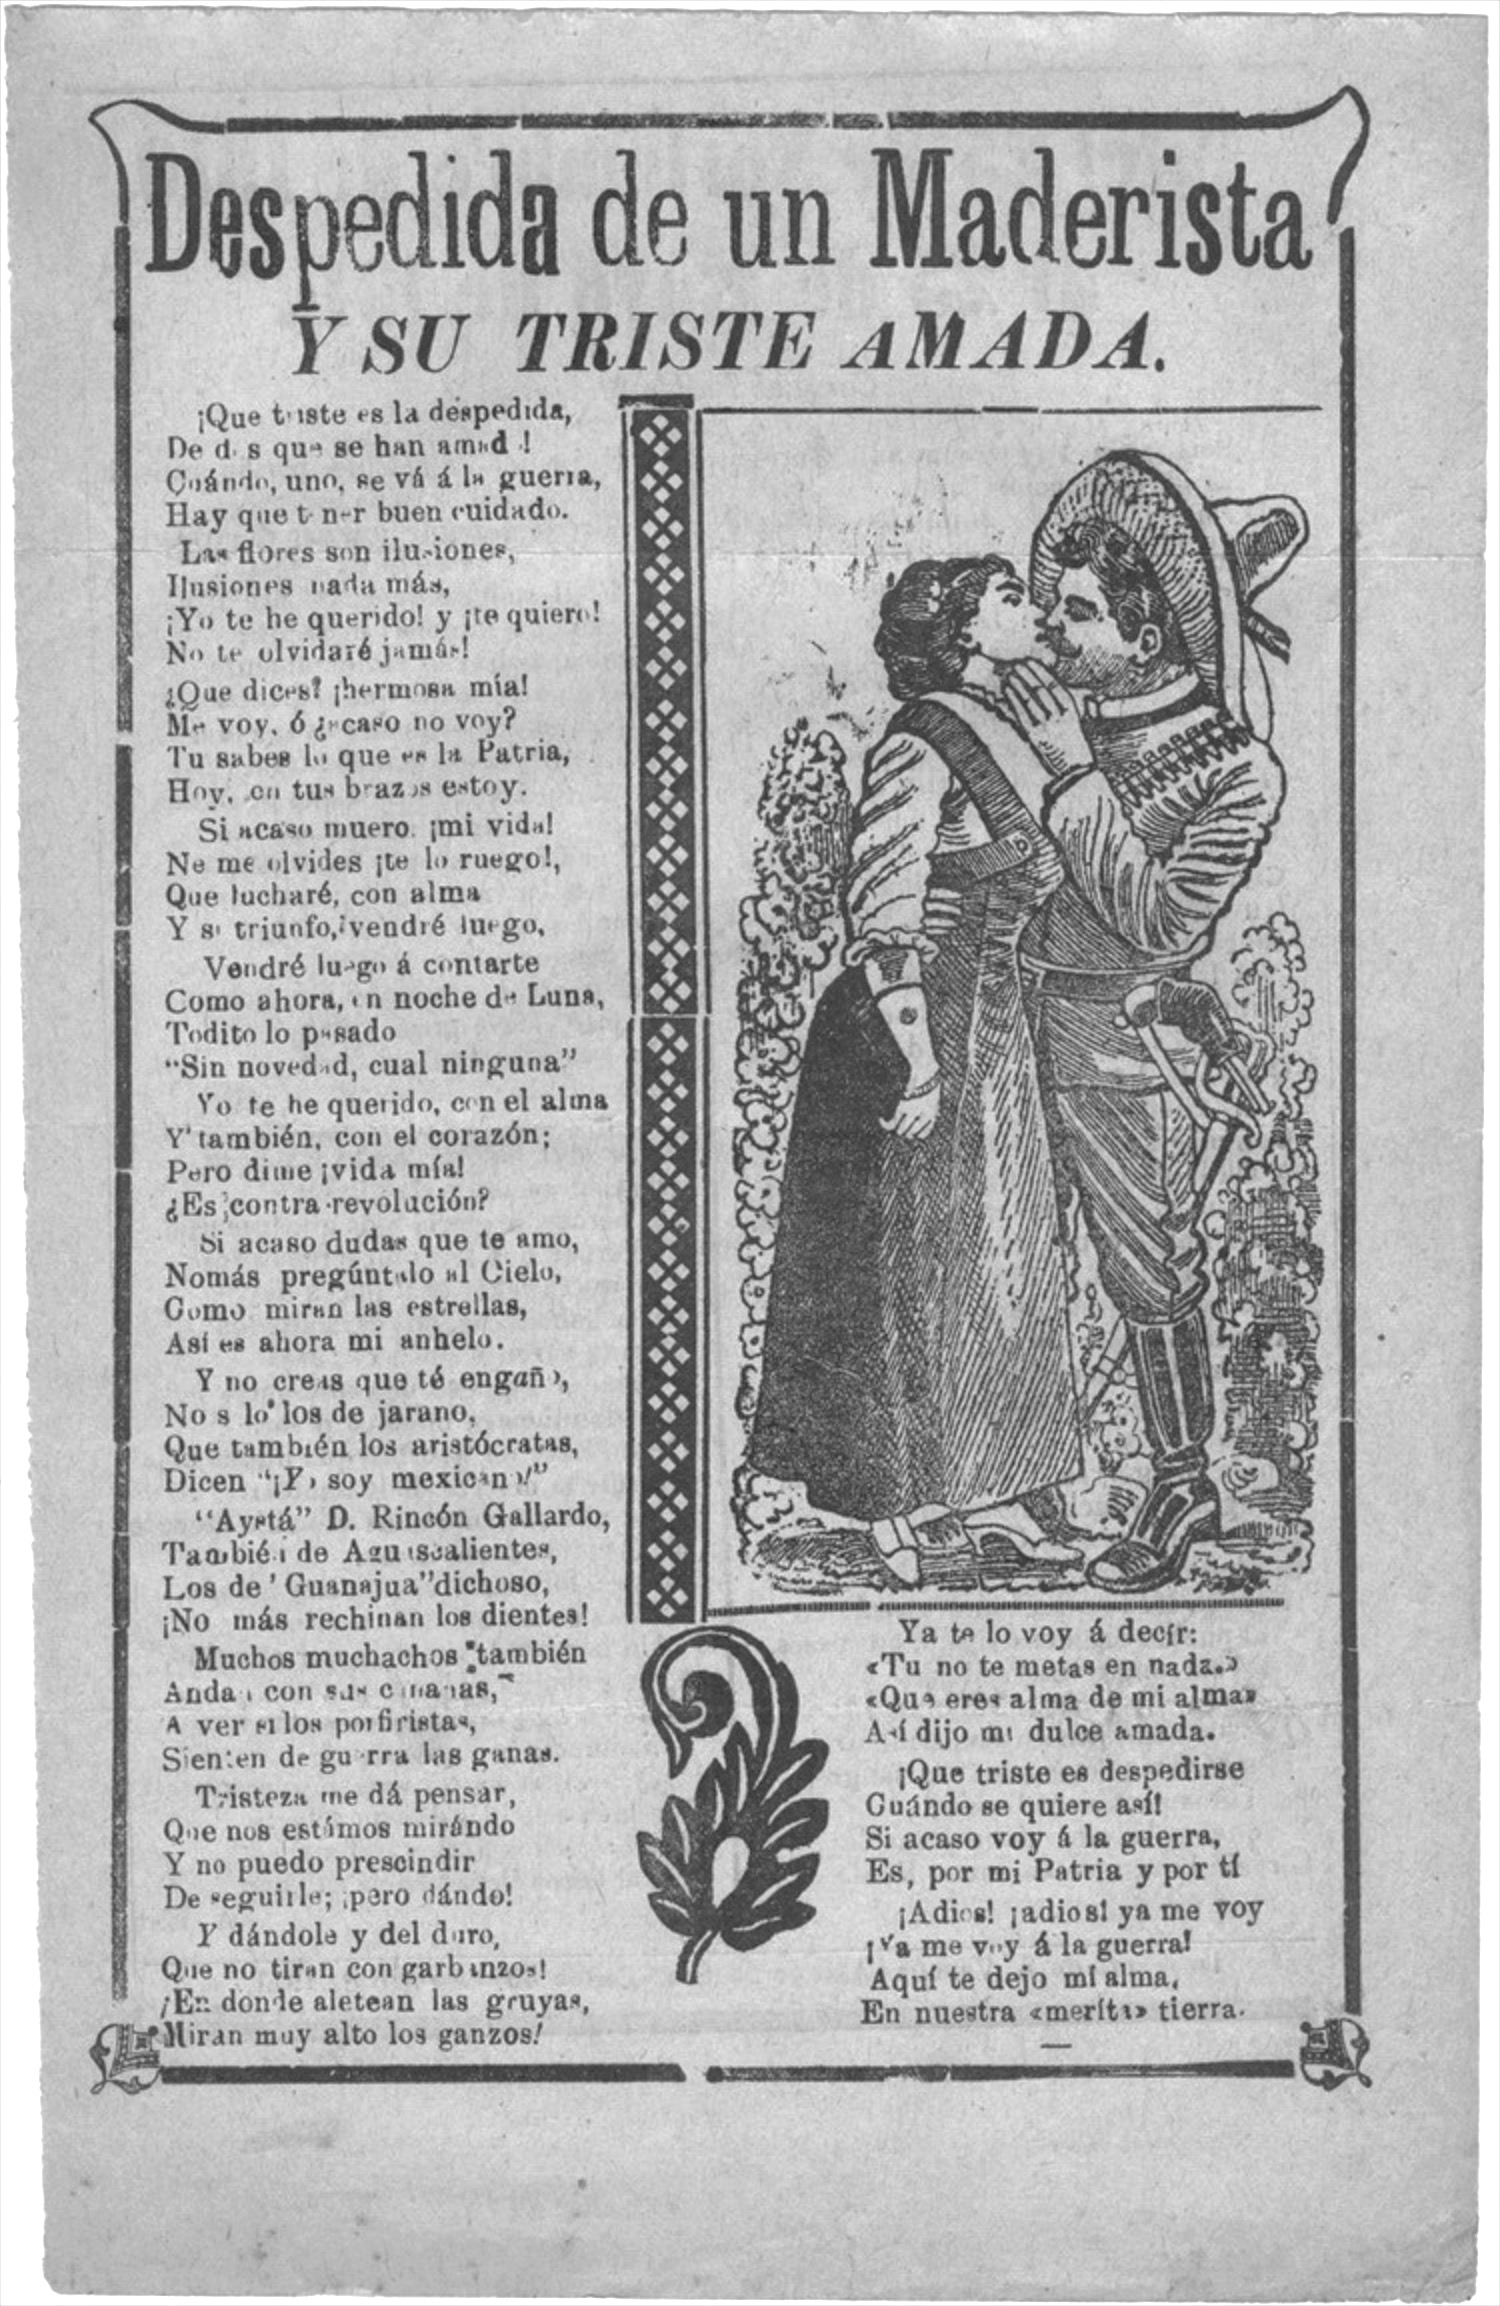 Despedida de un Maderista
Y SU TRISTE AMADA.
¡Que triste es la despedida,
De dos que se han amado!
Cuándo, uno, se vá á la guerra,
Hay que tener buen cuidado.
Las flores son ilusiones,
Ilusiones nada más,
¡Yo te he querido! y ¡te quiero!
No te olvidaré jamás!
¿Que dices? ¡hermosa mía!
Me voy, ó ¿acaso no voy?
Tu sabes lo que es la Patria,
Hoy, en tus brazos estoy.
Si acaso muero, ¡mi vida!
Ne me olvides ¡te lo ruego!,
Que lucharé, con alma
Y si triunfo, vendré luego,
Vendré luego á contarte
Como ahora, en noche de Luna,
Todito lo pasado
"Sin novedad, cual ninguna"
Yo te he querido, con el alma
Y también, con el corazón;
Pero dime ¡vida mía!
¿Es contra-revolución?
Si acaso dudas que te amo,
Nomás pregúntalo al Cielo,
Como miran las estrellas,
Así es ahora mi anhelo.
Y no creas que té engaño,
No solo los de jarano,
Que también los aristócratas,
Dicen "¡Yo soy mexicano!"
"Aystá" D. Rincón Gallardo,
También de Aguascalientes,
Los de "Guanajua" dichoso,
¡No más rechinan los dientes!
Muchos muchachos también
Andan con sus cananas,
A ver si los porfiristas,
Sienten de guerra las ganas.
Tristeza me dá pensar,
Que nos estámos mirándo
Y no puedo prescindir
De seguirle; ¡pero dándo!
Y dándole y del duro,
Que no tiran con garbanzos!
¡En donde aletean las gruyas,
Miran muy alto los ganzos!
Ya te lo voy á decir:
«Tu no te metas en nada.»
«Que eres alma de mi alma»
Así dijo mi dulce amada.
¡Que triste es despedirse
Cuándo se quiere así!
Si acaso voy á la guerra,
Es, por mi Patria y por tí
¡Adios! ¡adios! ya me voy
¡Ya me voy á la guerra!
Aquí te dejo mi alma,
En nuestra «merita» tierra.